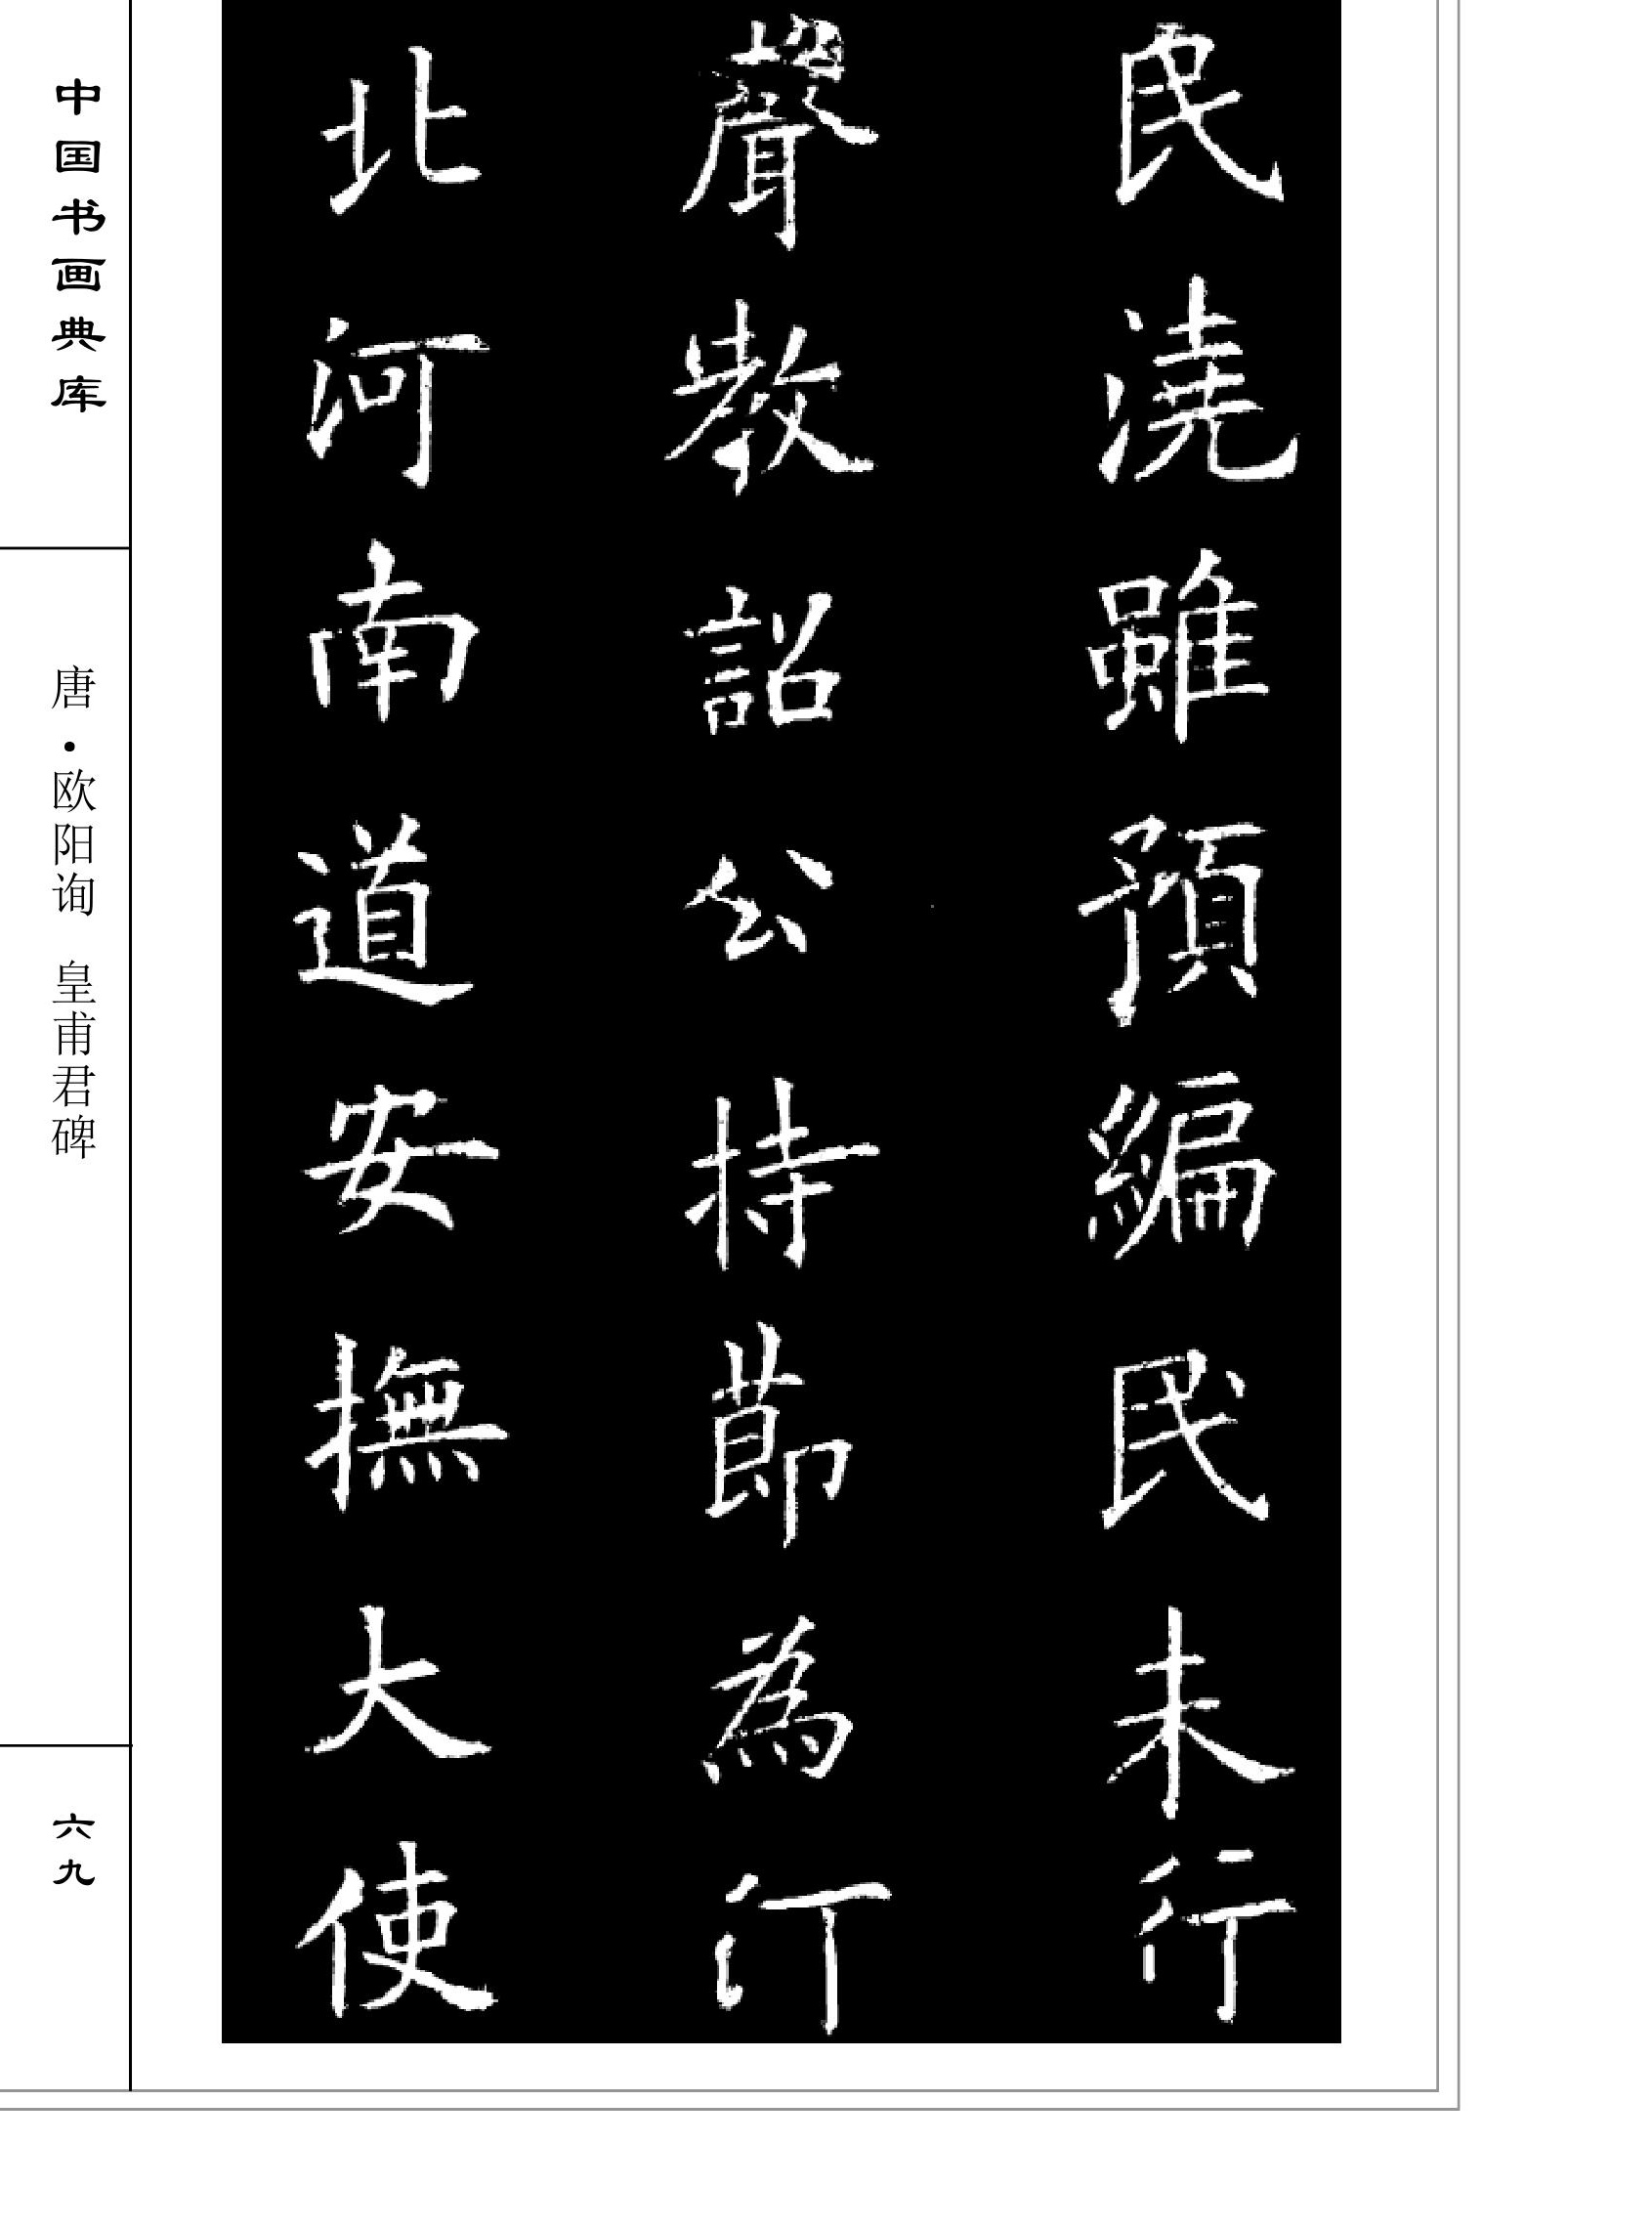 民澆雖預編民未行
聲教詔公持節為河
北河南道安撫大使
中国书画典库
唐·欧阳询 皇甫君碑
六九